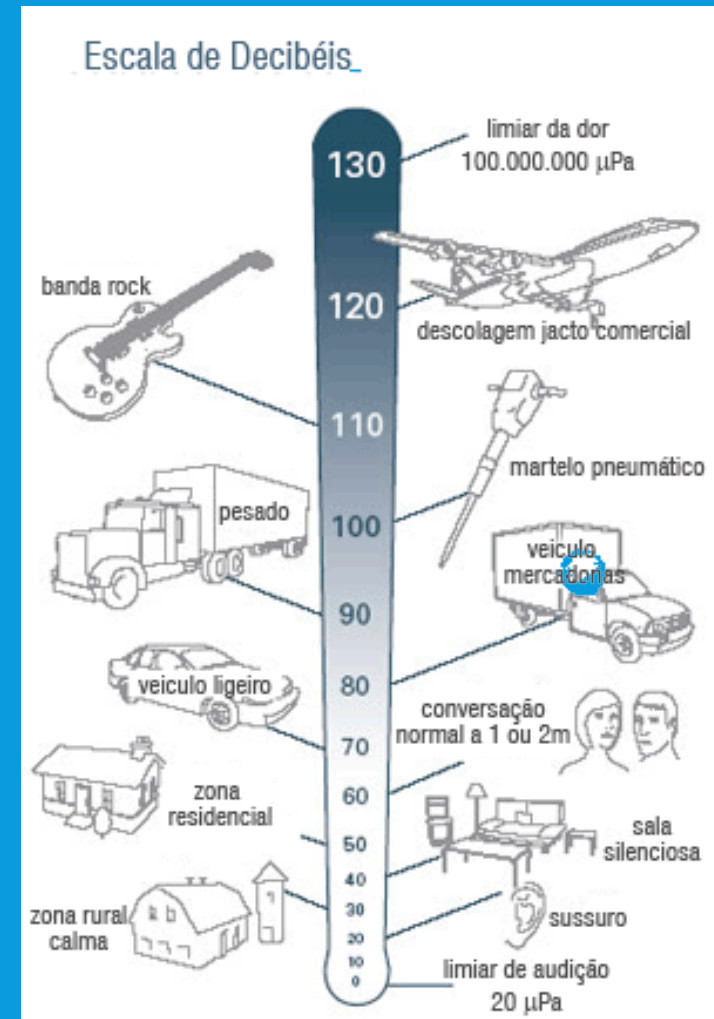 Escala de Decibéis_
limiar da dor
100.000.000 µPa
130
banda rock
120
descolagem jacto comercial
110
martelo pneumático
pesado
100
veiculo
mercadorias
90
veiculo ligeiro
80
conversação
normal a 1 ou 2m
70
zona
residencial
60
sala
silenciosa
50
40
zona rural
calma
30
sussuro
20
10
0
limiar de audição
20 µPa